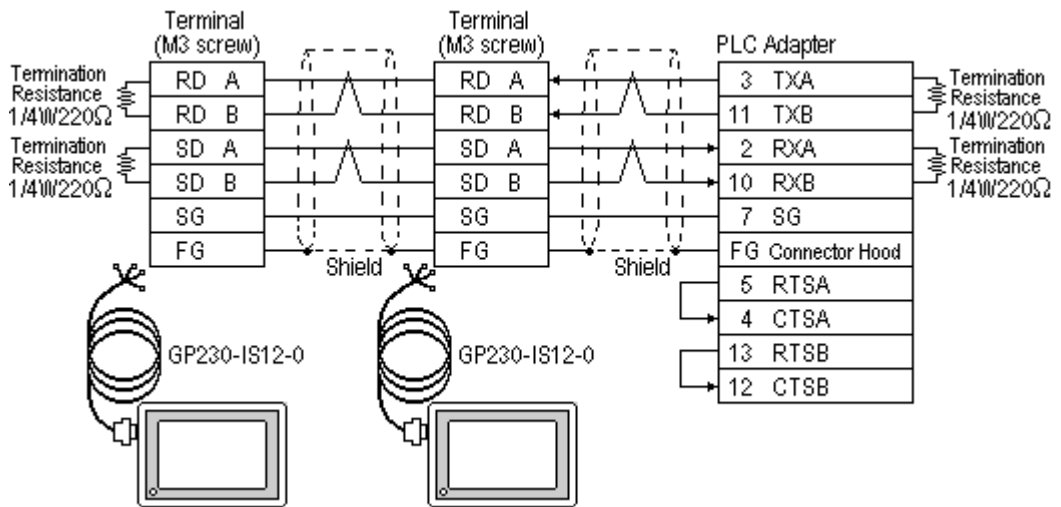 Terminal
(M3 screw)
Terminal
(M3 screw)
PLC Adapter
Termination
Resistance
1/4W220Ω
Termination
Resistance
1/4W220Ω
RD A
RD B
SD A
SD B
SG
FG
Shield
RD A
RD B
SD A
SD B
SG
FG
Shield
3 TXA
11 TXB
2 RXA
10 RXB
7 SG
FG Connector Hood
5 RTSA
4 CTSA
13 RTSB
12 CTSB
Termination
Resistance
1/4W220Ω
Termination
Resistance
1/4W220Ω
GP230-IS12-0
GP230-IS12-0